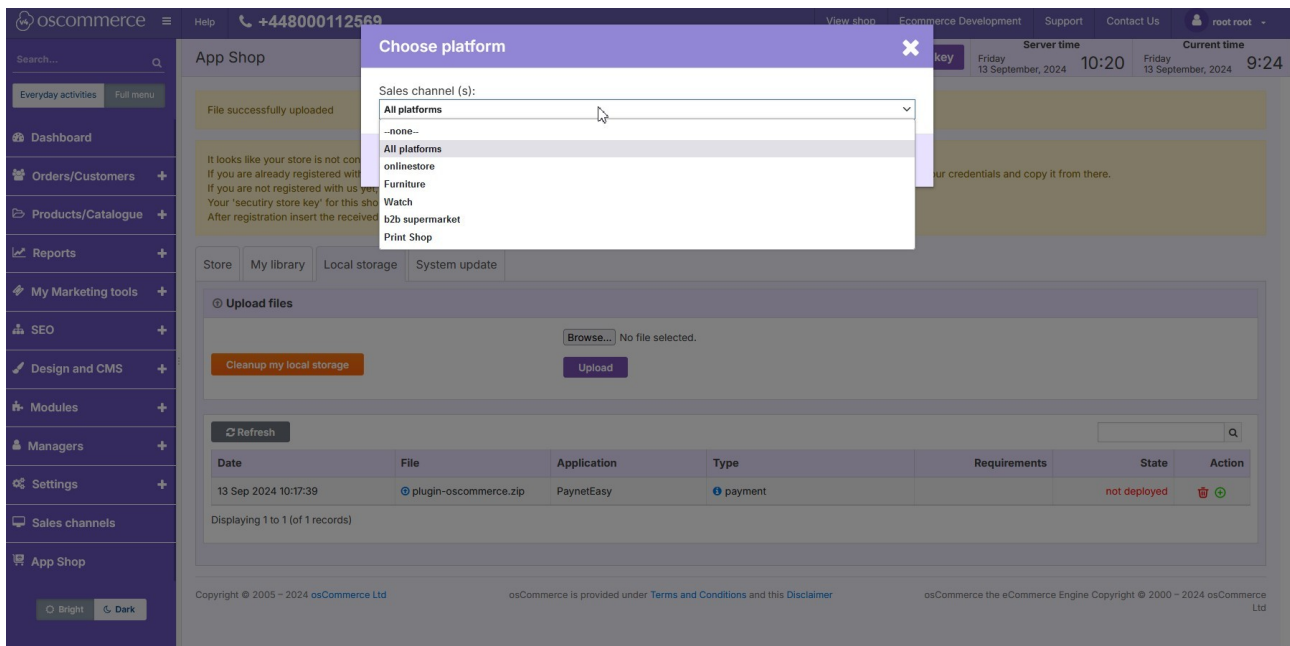 oscommerce
Help
+448000112569
View shop
Ecommerce Development
Support
Contact Us
root root
Search...
Everyday activities
Full menu
Dashboard
Orders/Customers
Products/Catalogue
Reports
My Marketing tools
SEO
Design and CMS
Modules
Managers
Settings
Sales channels
App Shop
Bright
Dark
App Shop
key
Server time
Friday
13 September, 2024
10:20
Current time
Friday
13 September, 2024
9:24
Choose platform
Sales channel (s):
All platforms
--none--
All platforms
onlinestore
Furniture
Watch
b2b supermarket
Print Shop
File successfully uploaded
It looks like your store is not con
If you are already registered with
ur credentials and copy it from there.
If you are not registered with us yet,
Your 'secutiry store key' for this sho
After registration insert the received
Store
My library
Local storage
System update
Upload files
Browse...
No file selected.
Cleanup my local storage
Upload
Refresh
Date File Application Type Requirements State Action
13 Sep 2024 10:17:39 plugin-oscommerce.zip PaynetEasy payment not deployed
Displaying 1 to 1 (of 1 records)
Copyright © 2005 – 2024 osCommerce Ltd
osCommerce is provided under Terms and Conditions and this Disclaimer
osCommerce the eCommerce Engine Copyright © 2000 – 2024 osCommerce
Ltd